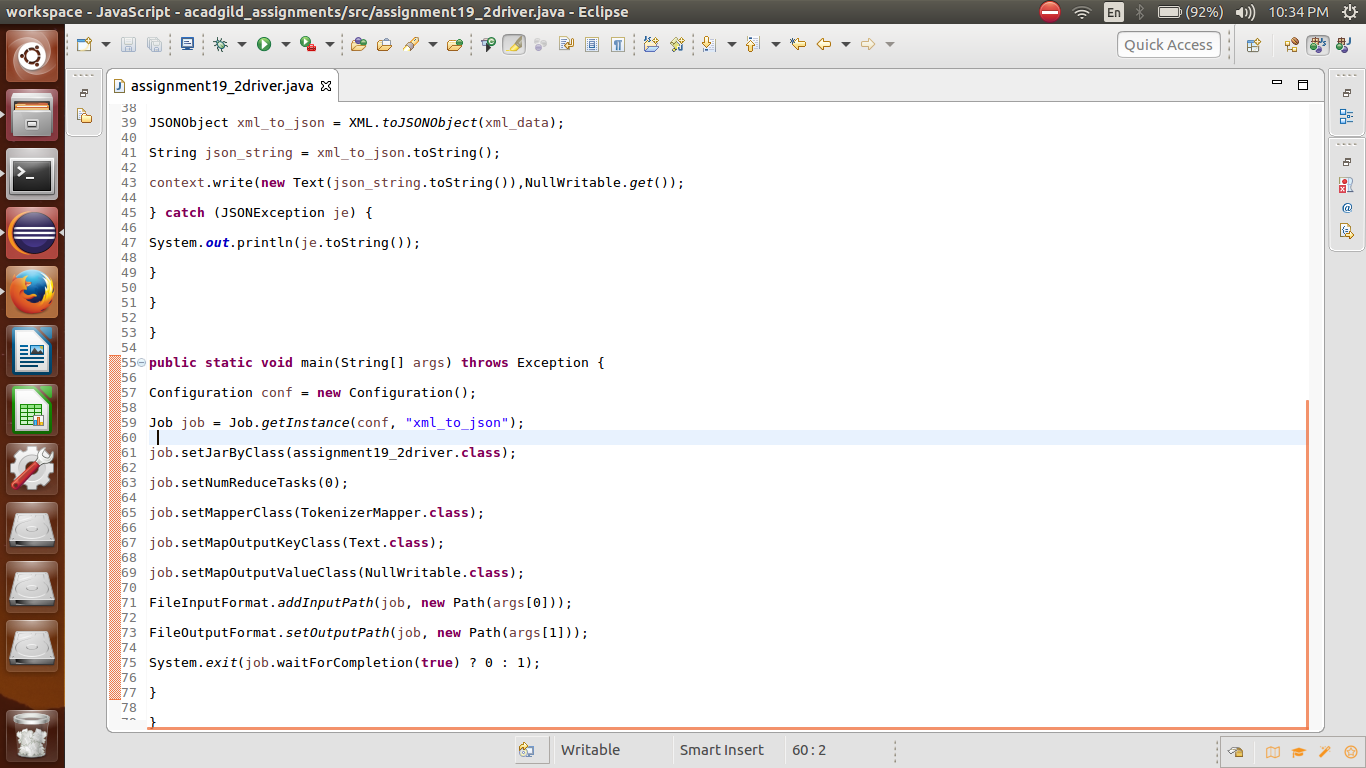 workspace - JavaScript - acadgild_assignments/src/assignment19_2driver.java - Eclipse
En (92%) 10:34 PM
Quick Access
assignment19_2driver.java
38
39 JSONObject xml_to_json = XML.toJSONObject(xml_data);
40
41 String json_string = xml_to_json.toString();
42
43 context.write(new Text(json_string.toString()),NullWritable.get());
44
45 } catch (JSONException je) {
46
47 System.out.println(je.toString());
48
49 }
50
51 }
52
53 }
54
55 public static void main(String[] args) throws Exception {
56
57 Configuration conf = new Configuration();
58
59 Job job = Job.getInstance(conf, "xml_to_json");
60
61 job.setJarByClass(assignment19_2driver.class);
62
63 job.setNumReduceTasks(0);
64
65 job.setMapperClass(TokenizerMapper.class);
66
67 job.setMapOutputKeyClass(Text.class);
68
69 job.setMapOutputValueClass(NullWritable.class);
70
71 FileInputFormat.addInputPath(job, new Path(args[0]));
72
73 FileOutputFormat.setOutputPath(job, new Path(args[1]));
74
75 System.exit(job.waitForCompletion(true) ? 0 : 1);
76
77 }
78
79 }
Writable Smart Insert 60 : 2